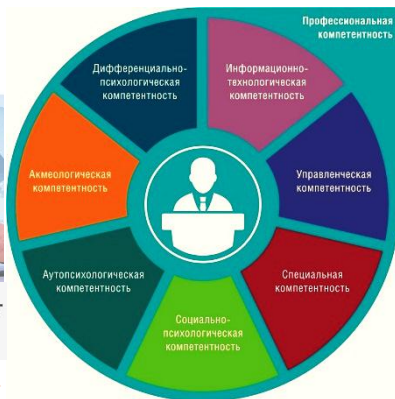 Профессиональная
компетентность
Дифференциально-
психологическая
компетентность
Информационно-
технологическая
компетентность
Акмеологическая
компетентность
Управленческая
компетентность
Аутопсихологическая
компетентность
Специальная
компетентность
Социально-
психологическая
компетентность